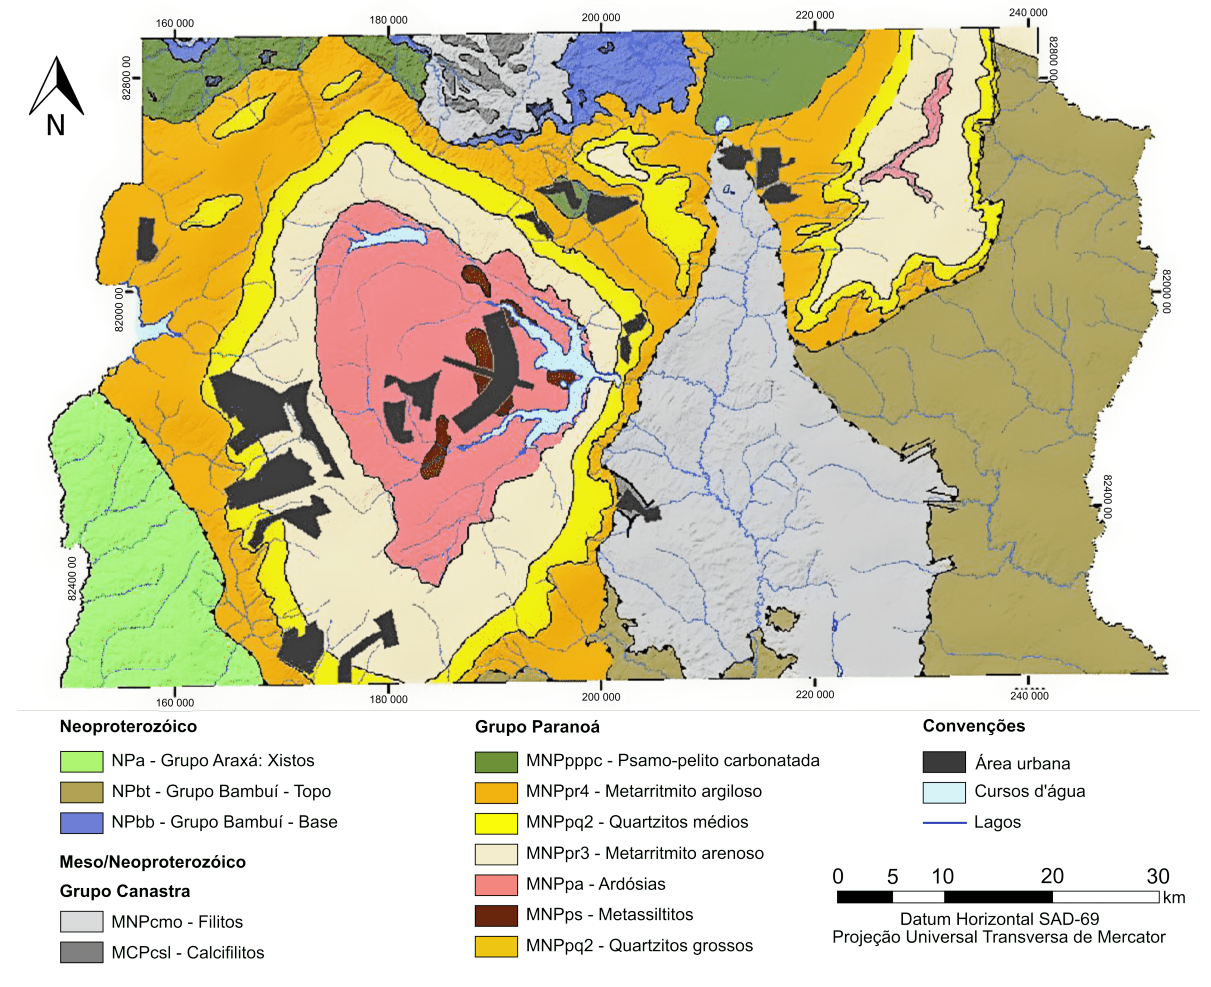 160 000
180 000
200 000
220 000
240 000
82800 00
82800 00
N
82000 00
82000 00
82400 00
82400 00
160 000
180 000
200 000
220 000
240 000
Neoproterozóico
NPa - Grupo Araxá: Xistos
NPbt - Grupo Bambuí - Topo
NPbb - Grupo Bambuí - Base
Meso/Neoproterozóico
Grupo Canastra
MNPcmo - Filitos
MCPcsl - Calcifilitos
Grupo Paranoá
MNPpppc - Psamo-pelito carbonatada
MNPpr4 - Metarritmito argiloso
MNPpq2 - Quartzitos médios
MNPpr3 - Metarritmito arenoso
MNPpa - Ardósias
MNPps - Metassiltitos
MNPpq2 - Quartzitos grossos
Convenções
Área urbana
Cursos d'água
Lagos
0 5 10 20 30
km
Datum Horizontal SAD-69
Projeção Universal Transversa de Mercator